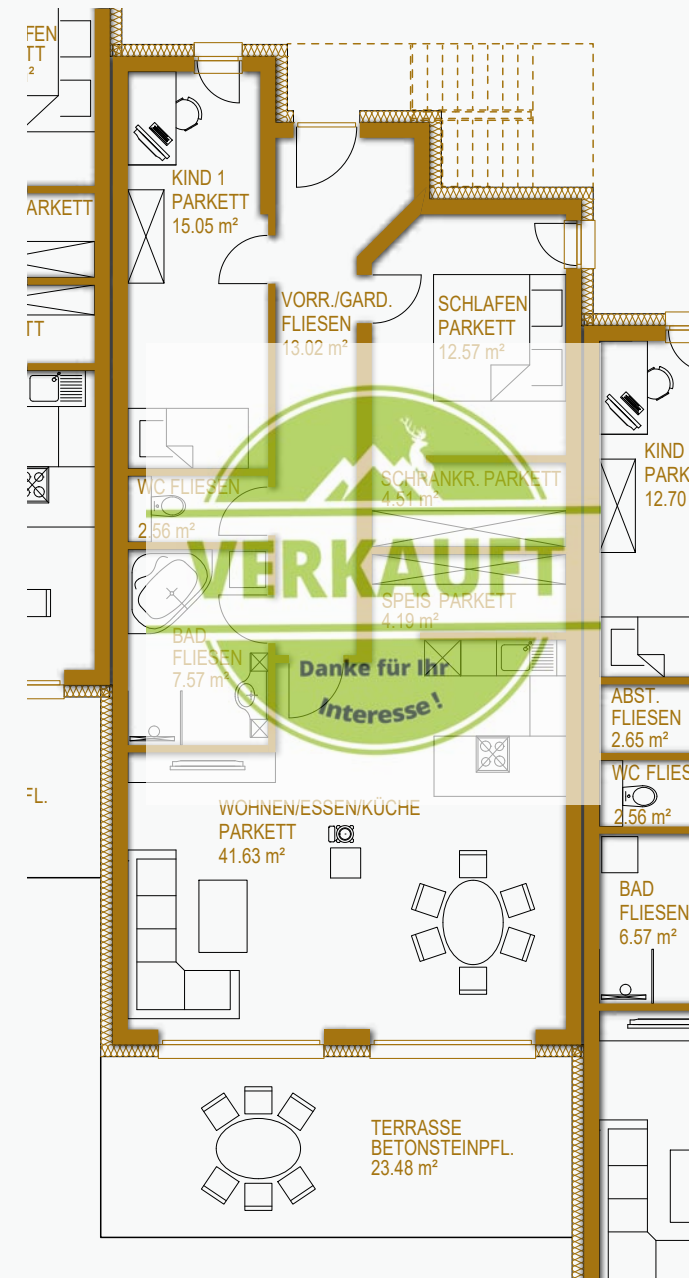 FEN
TT
²
ARKETT
TT
FL.
KIND 1
PARKETT
15.05 m²
VORR./GARD.
FLIESEN
13.02 m²
SCHLAFEN
PARKETT
12.57 m²
WC FLIESEN
2.56 m²
SCHRANKR. PARKETT
4.51 m²
VERKAUFT
SPEIS PARKETT
4.19 m²
BAD
FLIESEN
7.57 m²
Danke für Ihr
Interesse !
WOHNEN/ESSEN/KÜCHE
PARKETT
41.63 m²
TERRASSE
BETONSTEINPFL.
23.48 m²
KIND
PARK
12.70
ABST.
FLIESEN
2.65 m²
WC FLIES
2.56 m²
BAD
FLIESEN
6.57 m²